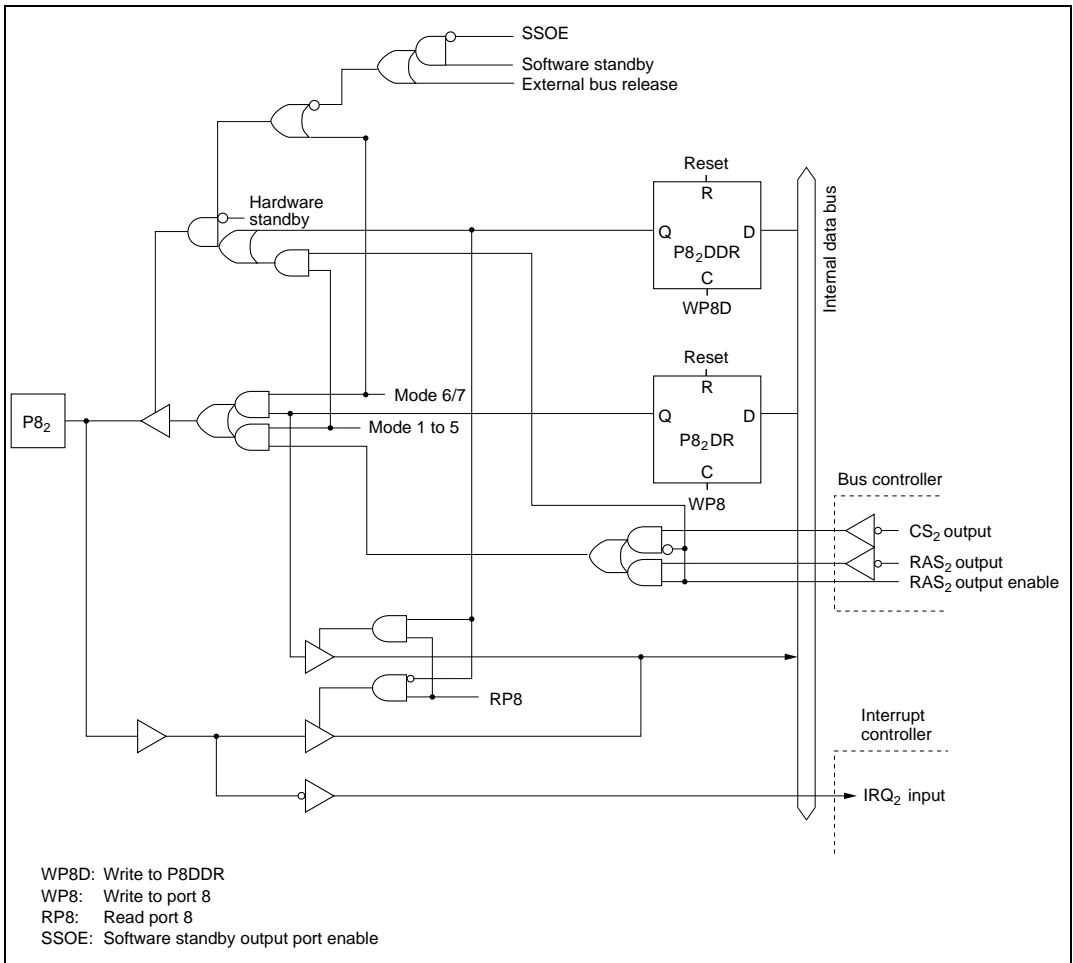 SSOE
Software standby
External bus release
Hardware
standby
Reset
R
Q
D
P8₂DDR
C
WP8D
Internal data bus
Reset
R
Q
D
P8₂DR
C
WP8
Mode 6/7
Mode 1 to 5
P8₂
Bus controller
CS₂ output
RAS₂ output
RAS₂ output enable
RP8
Interrupt
controller
IRQ₂ input
WP8D: Write to P8DDR
WP8: Write to port 8
RP8: Read port 8
SSOE: Software standby output port enable